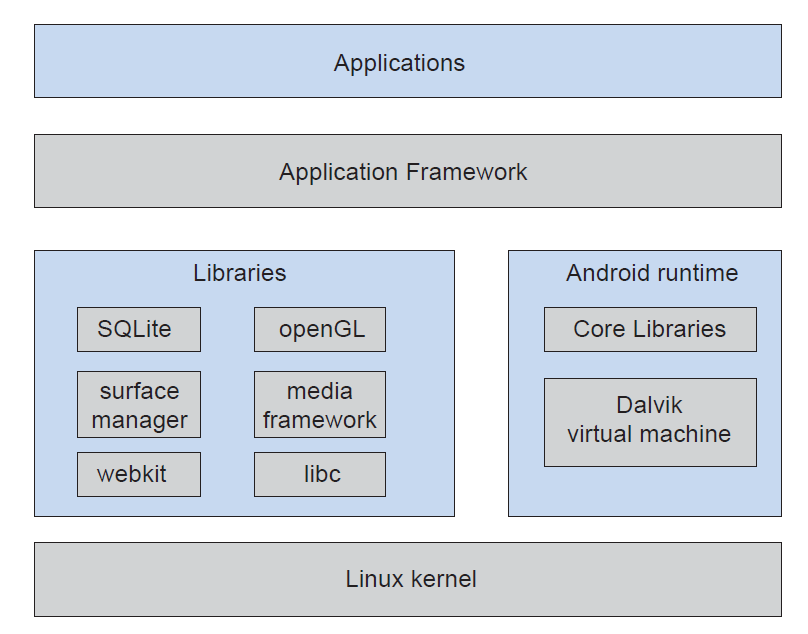 Applications
Application Framework
Libraries
SQLite
openGL
surface
manager
media
framework
webkit
libc
Android runtime
Core Libraries
Dalvik
virtual machine
Linux kernel